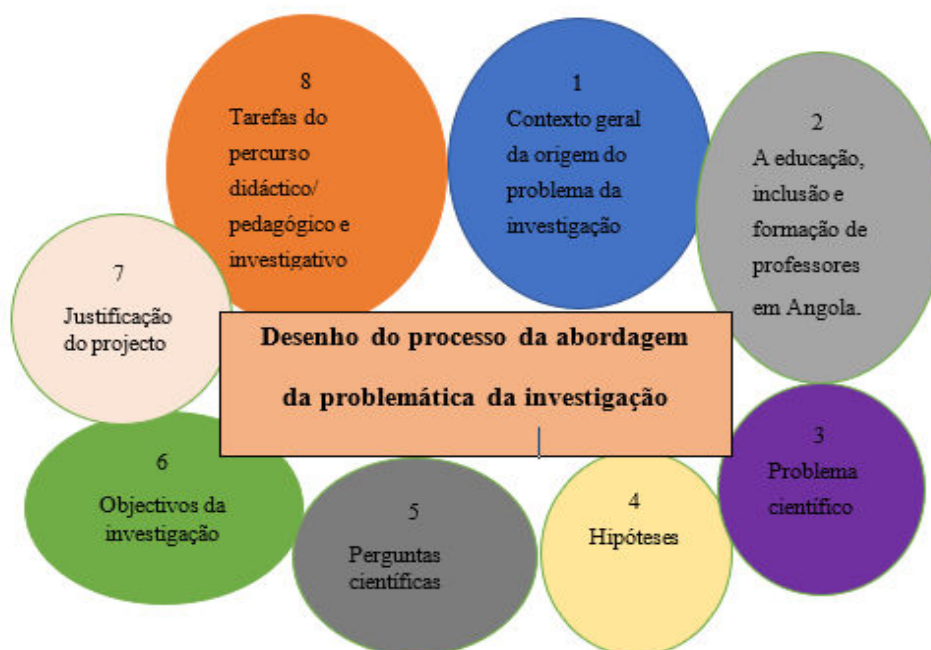 8
Tarefas do
percurso
didáctico/
pedagógico e
investigativo
1
Contexto geral
da origem do
problema da
investigação
2
A educação,
inclusão e
formação de
professores
em Angola.
7
Justificação
do projecto
Desenho do processo da abordagem
da problemática da investigação
3
Problema
científico
6
Objectivos da
investigação
5
Perguntas
científicas
4
Hipóteses